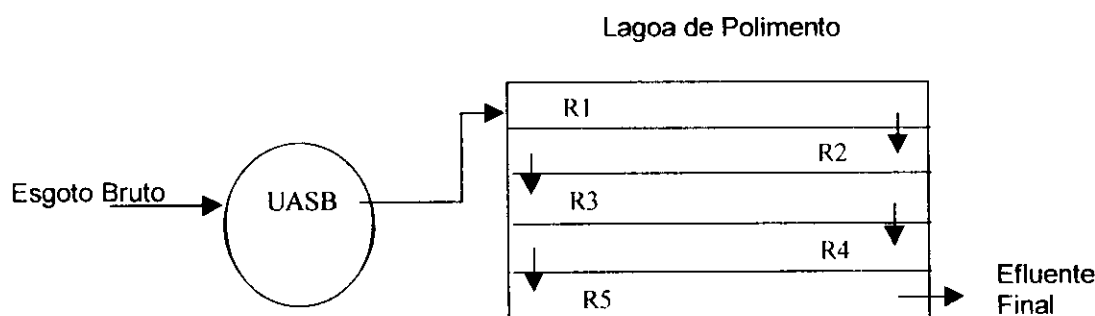 Lagoa de Polimento
R1
R2
Esgoto Bruto
UASB
R3
R4
R5
Efluente
Final